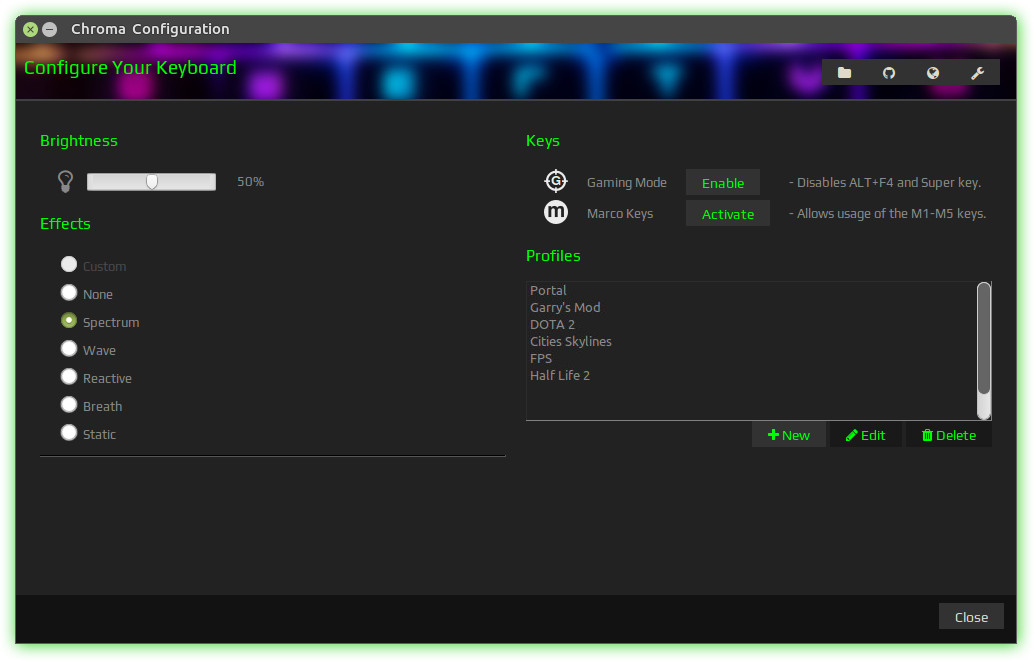 Chroma Configuration
Configure Your Keyboard
Brightness
50%
Effects
Custom
None
Spectrum
Wave
Reactive
Breath
Static
Keys
G Gaming Mode Enable - Disables ALT+F4 and Super key.
m Marco Keys Activate - Allows usage of the M1-M5 keys.
Profiles
Portal
Garry's Mod
DOTA 2
Cities Skylines
FPS
Half Life 2
New Edit Delete
Close